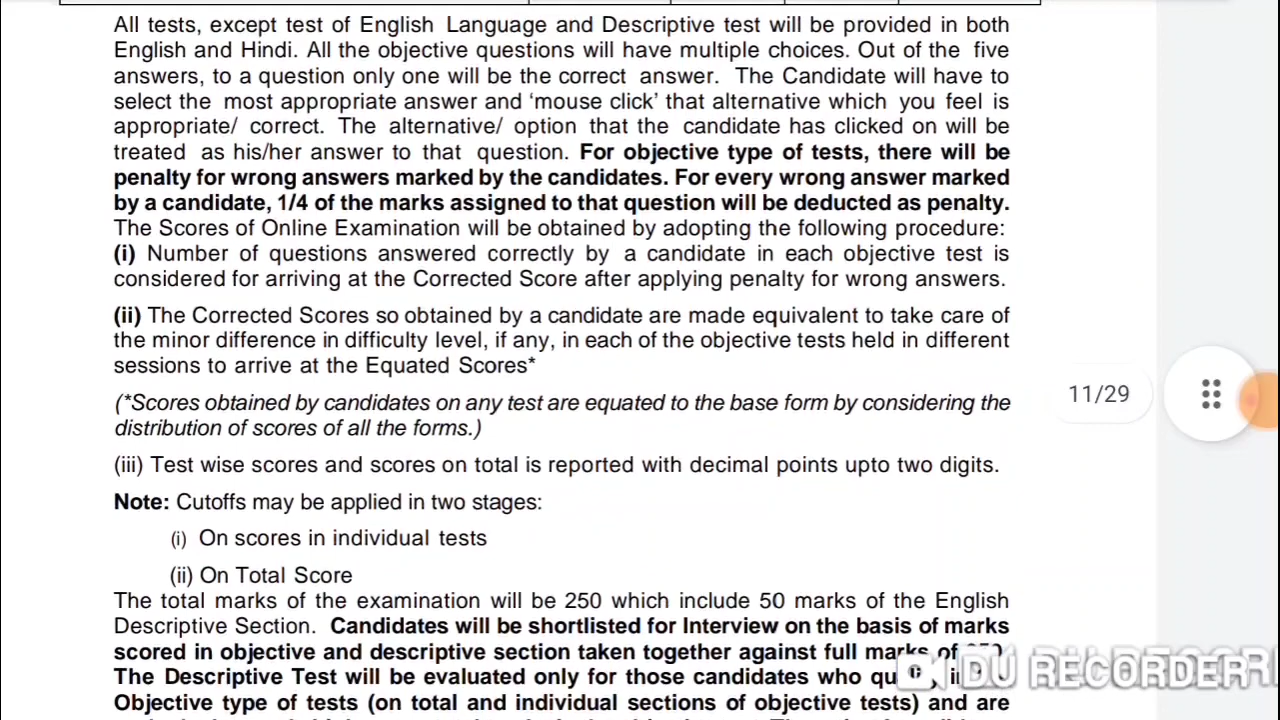 All tests, except test of English Language and Descriptive test will be provided in both
English and Hindi. All the objective questions will have multiple choices. Out of the five
answers, to a question only one will be the correct answer. The Candidate will have to
select the most appropriate answer and ‘mouse click’ that alternative which you feel is
appropriate/ correct. The alternative/ option that the candidate has clicked on will be
treated as his/her answer to that question. For objective type of tests, there will be
penalty for wrong answers marked by the candidates. For every wrong answer marked
by a candidate, 1/4 of the marks assigned to that question will be deducted as penalty.
The Scores of Online Examination will be obtained by adopting the following procedure:
(i) Number of questions answered correctly by a candidate in each objective test is
considered for arriving at the Corrected Score after applying penalty for wrong answers.
(ii) The Corrected Scores so obtained by a candidate are made equivalent to take care of
the minor difference in difficulty level, if any, in each of the objective tests held in different
sessions to arrive at the Equated Scores*
11/29
(*Scores obtained by candidates on any test are equated to the base form by considering the
distribution of scores of all the forms.)
(iii) Test wise scores and scores on total is reported with decimal points upto two digits.
Note: Cutoffs may be applied in two stages:
(i) On scores in individual tests
(ii) On Total Score
The total marks of the examination will be 250 which include 50 marks of the English
Descriptive Section. Candidates will be shortlisted for Interview on the basis of marks
scored in objective and descriptive section taken together against full marks of
DU RECORDER
The Descriptive Test will be evaluated only for those candidates who
Objective type of tests (on total and individual sections of objective tests) and are